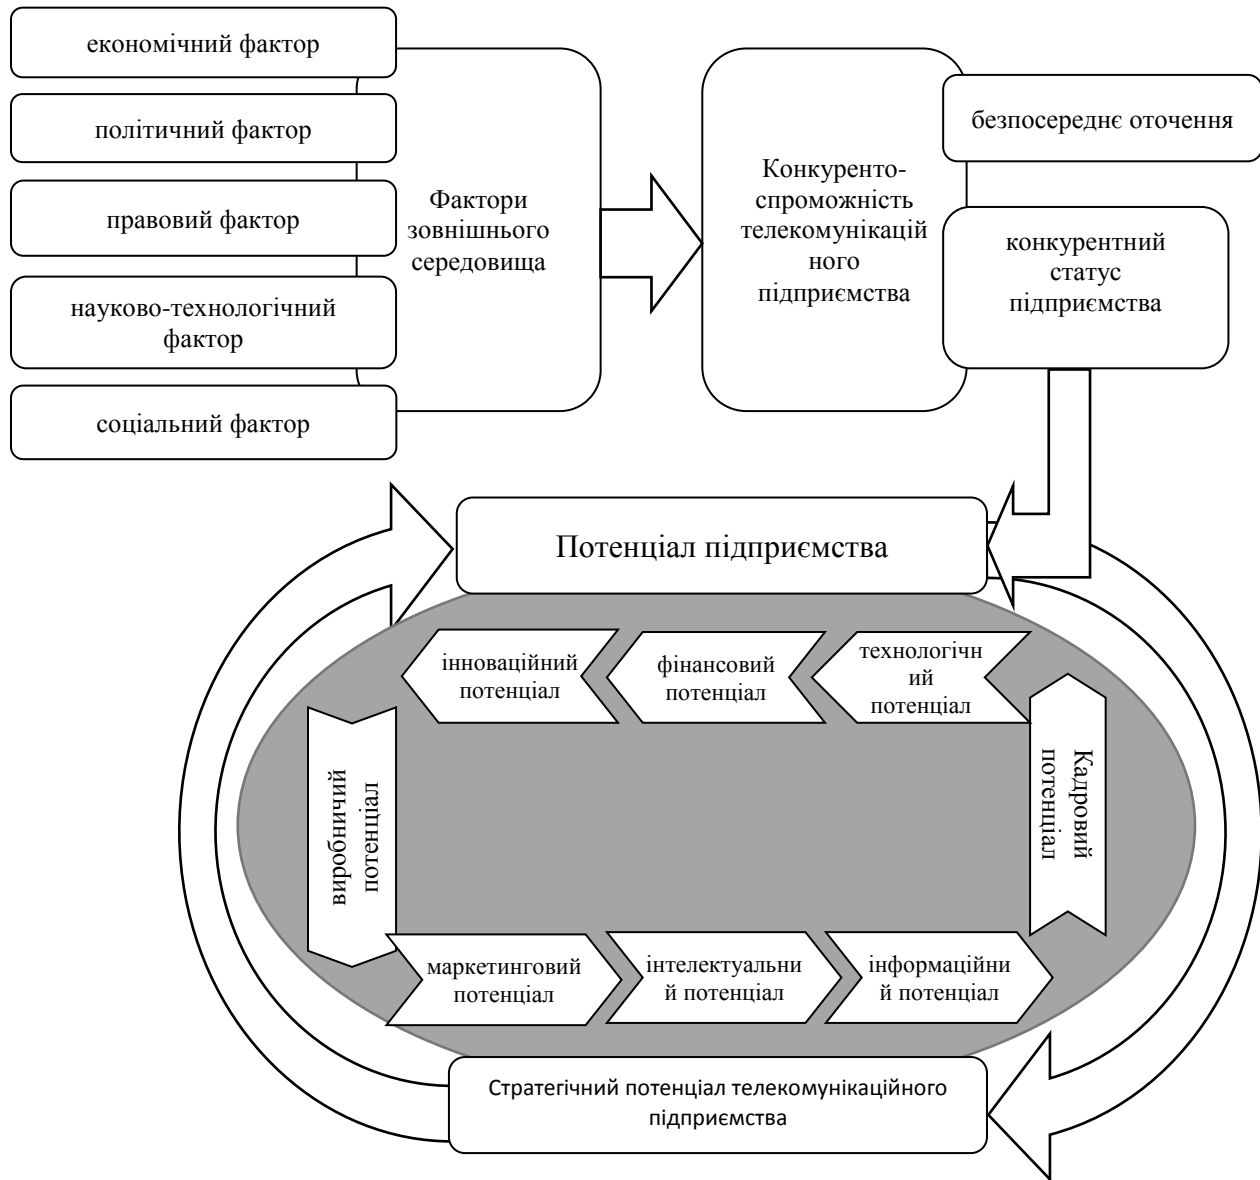 економічний фактор
політичний фактор
правовий фактор
науково-технологічний
фактор
соціальний фактор
Фактори
зовнішнього
середовища
Конкуренто-
спроможність
телекомунікацій
ного
підприємства
безпосереднє оточення
конкурентний
статус
підприємства
Потенціал підприємства
інноваційний
потенціал
фінансовий
потенціал
технологічн
ий
потенціал
виробничий
потенціал
Кадровий
потенціал
маркетинговий
потенціал
інтелектуальни
й потенціал
інформаційни
й потенціал
Стратегічний потенціал телекомунікаційного
підприємства